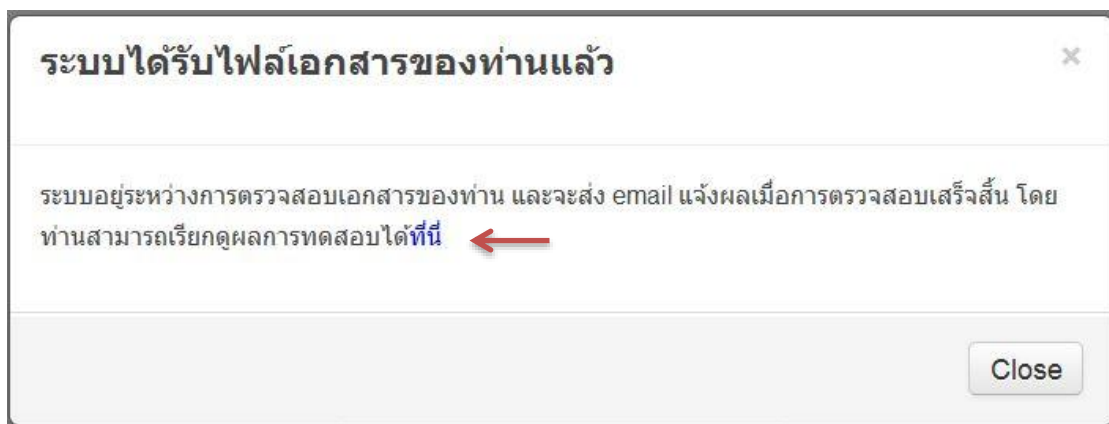 ระบบได้รับไฟล์เอกสารของท่านแล้ว
×
ระบบอยู่ระหว่างการตรวจสอบเอกสารของท่าน และจะส่ง email แจ้งผลเมื่อการตรวจสอบเสร็จสิ้น โดย
ท่านสามารถเรียกดูผลการทดสอบได้ที่นี่
Close